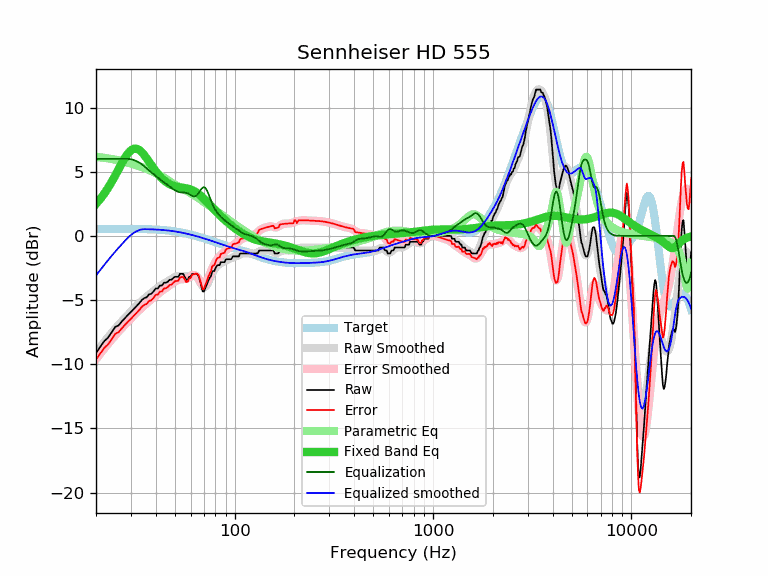 Sennheiser HD 555
Amplitude (dBr)
10
5
0
−5
−10
−15
−20
Target
Raw Smoothed
Error Smoothed
Raw
Error
Parametric Eq
Fixed Band Eq
Equalization
Equalized smoothed
100 1000 10000
Frequency (Hz)